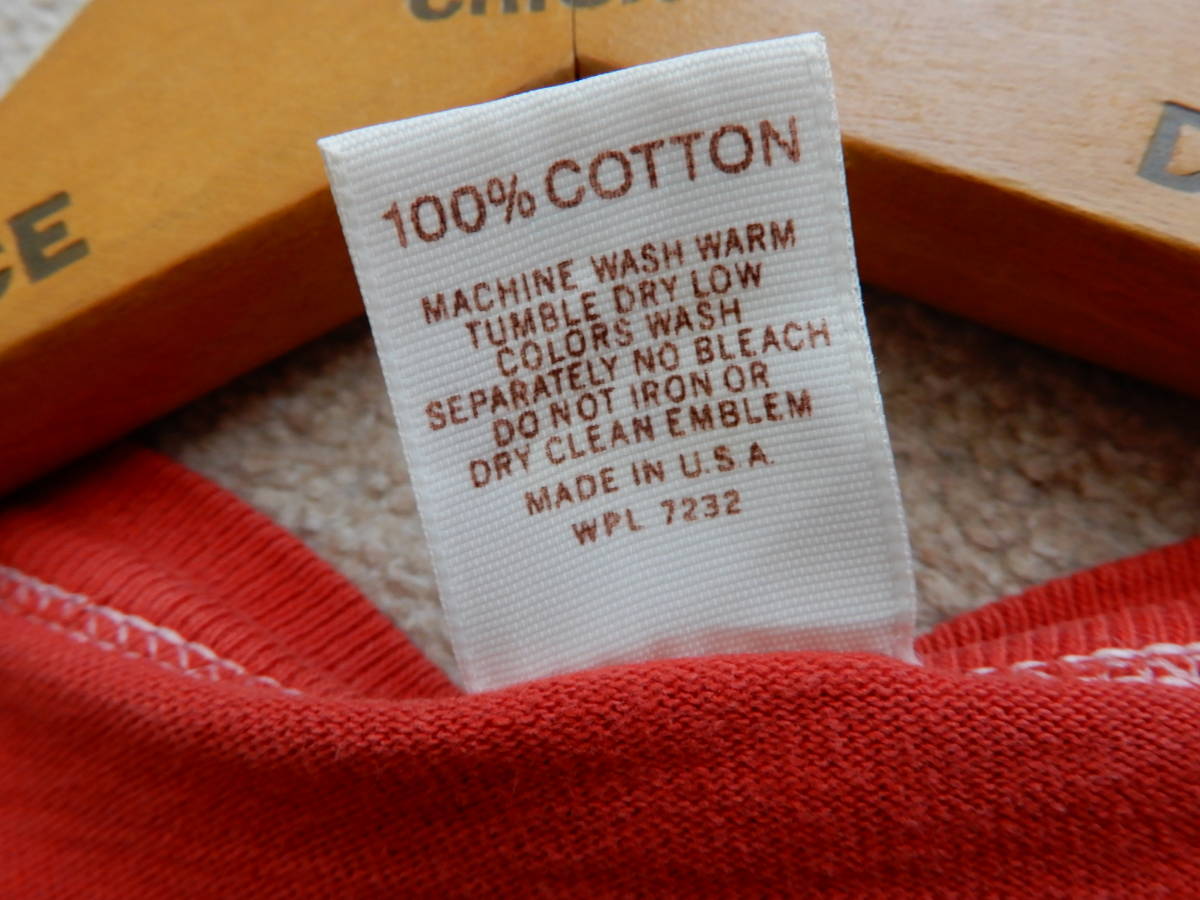 100% COTTON
MACHINE WASH WARM
TUMBLE DRY LOW
COLORS WASH
SEPARATELY NO BLEACH
DO NOT IRON OR
DRY CLEAN EMBLEM
MADE IN U.S.A.
WPL 7232